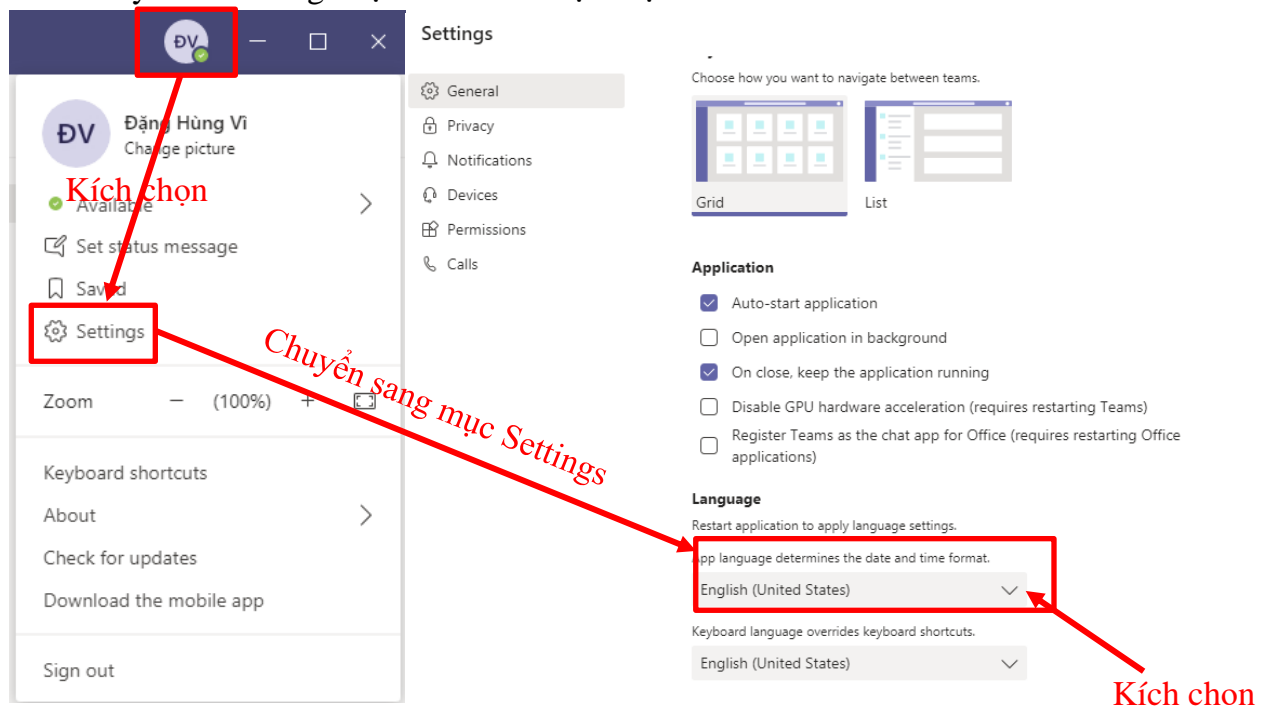 ĐV
ĐV
Đặng Hùng Vì
Change picture
Kích chọn
Available
Set status message
Saved
Settings
Zoom − (100%) +
Keyboard shortcuts
About
Check for updates
Download the mobile app
Sign out
Chuyển sang mục Settings
Settings
General
Privacy
Notifications
Devices
Permissions
Calls
Choose how you want to navigate between teams.
Grid List
Application
Auto-start application
Open application in background
On close, keep the application running
Disable GPU hardware acceleration (requires restarting Teams)
Register Teams as the chat app for Office (requires restarting Office
applications)
Language
Restart application to apply language settings.
App language determines the date and time format.
English (United States)
Keyboard language overrides keyboard shortcuts.
English (United States)
Kích chon